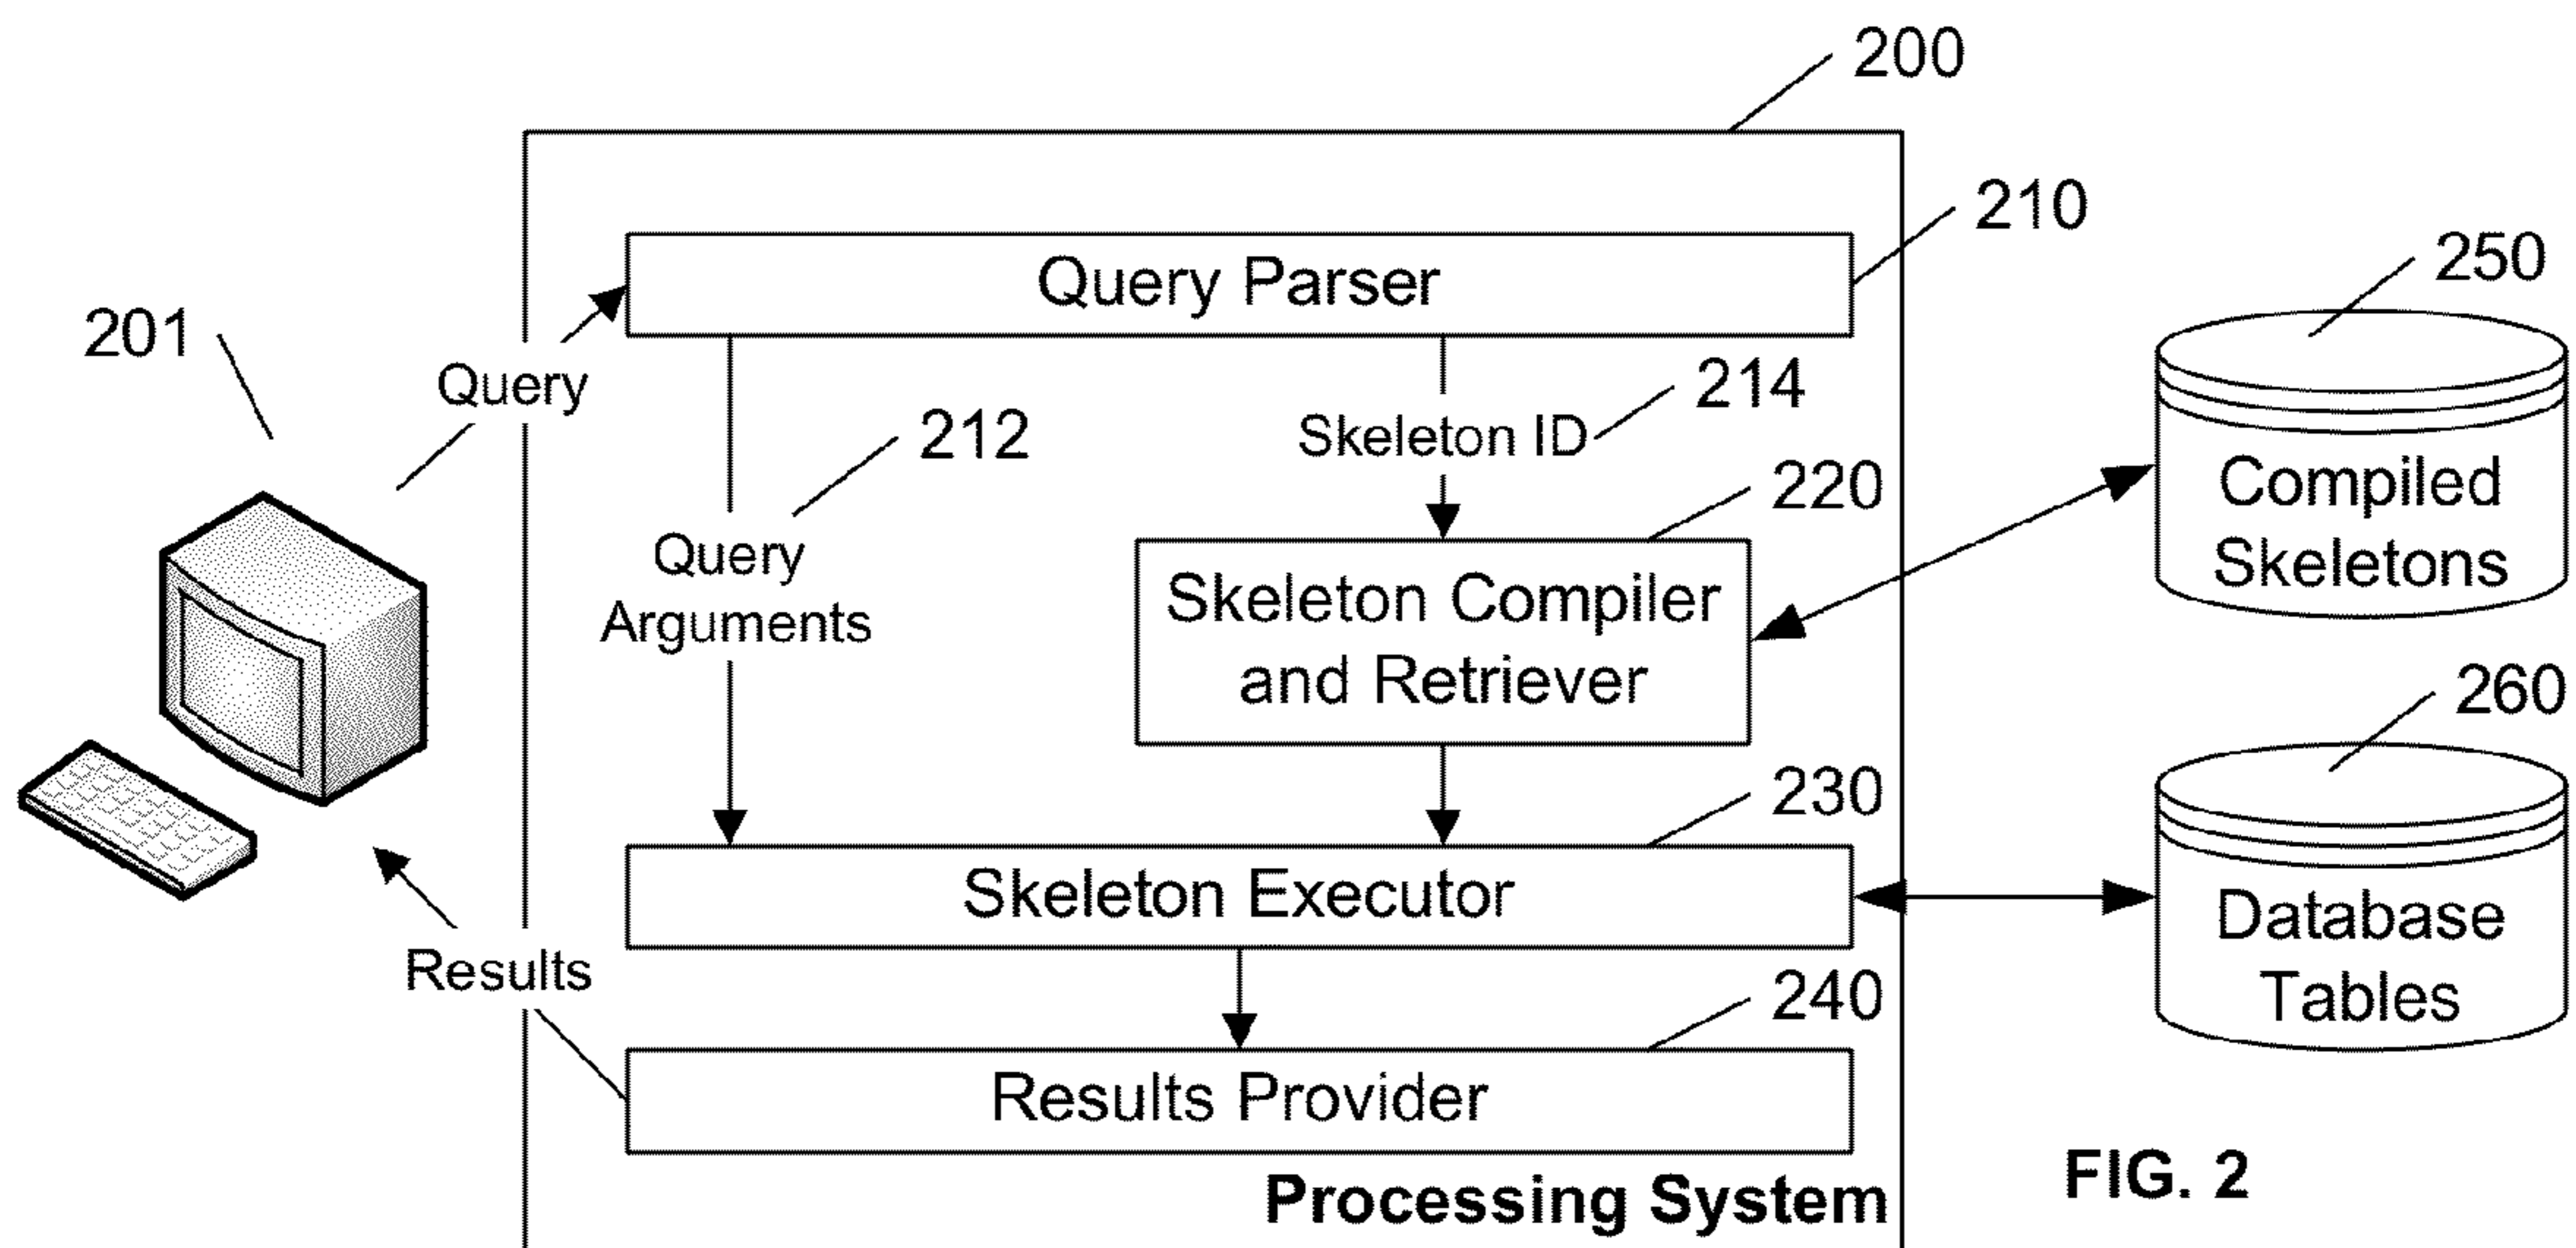 200
210
Query Parser
250
201
Query
214
212
Skeleton ID
220
Compiled
Skeletons
Query
Arguments
Skeleton Compiler
and Retriever
260
230
Skeleton Executor
Database
Tables
Results
240
Results Provider
FIG. 2
Processing System